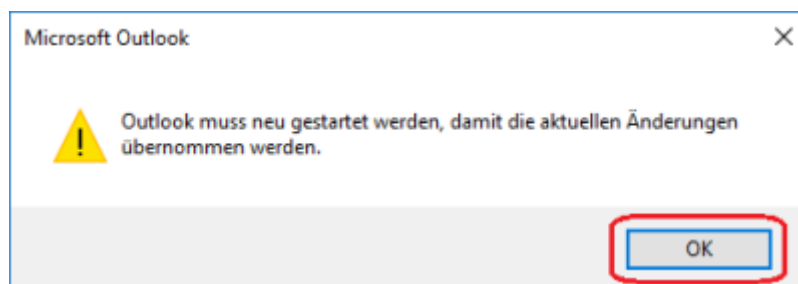 Microsoft Outlook
Outlook muss neu gestartet werden, damit die aktuellen Änderungen
übernommen werden.
OK